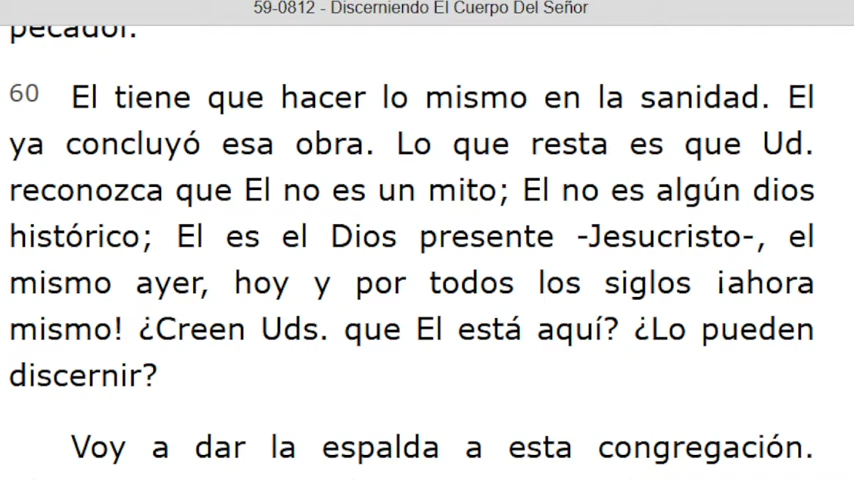 59-0812 - Discerniendo El Cuerpo Del Señor
pecador.
60 El tiene que hacer lo mismo en la sanidad. El
ya concluyó esa obra. Lo que resta es que Ud.
reconozca que El no es un mito; El no es algún dios
histórico; El es el Dios presente -Jesucristo-, el
mismo ayer, hoy y por todos los siglos ¡ahora
mismo! ¿Creen Uds. que El está aquí? ¿Lo pueden
discernir?
Voy a dar la espalda a esta congregación.